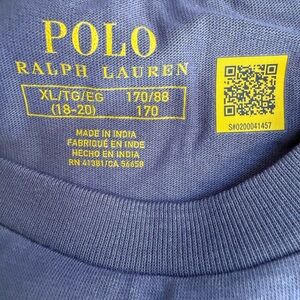 POLO
RALPH LAUREN
XL/TG/EG 170/88
(18-20) 170
MADE IN INDIA
FABRIQUÉ EN INDE
HECHO EN INDIA
RN 41381/CA 56658
S#0200041457